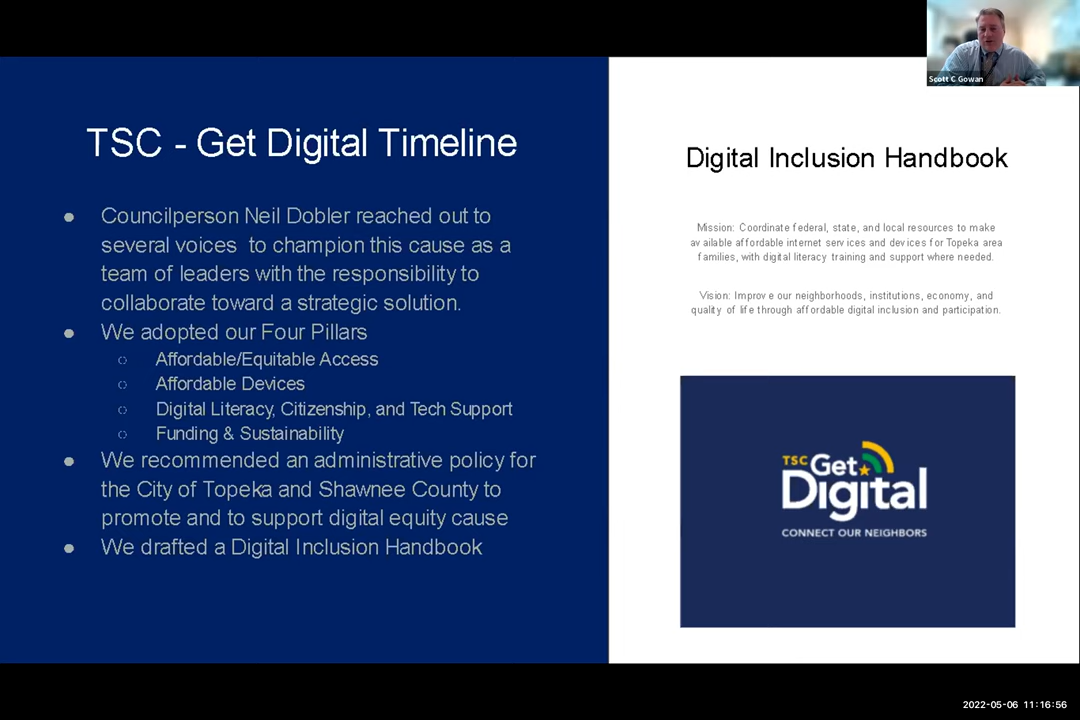 Scott C Gowan
TSC - Get Digital Timeline
● Councilperson Neil Dobler reached out to
several voices to champion this cause as a
team of leaders with the responsibility to
collaborate toward a strategic solution.
● We adopted our Four Pillars
○ Affordable/Equitable Access
○ Affordable Devices
○ Digital Literacy, Citizenship, and Tech Support
○ Funding & Sustainability
● We recommended an administrative policy for
the City of Topeka and Shawnee County to
promote and to support digital equity cause
● We drafted a Digital Inclusion Handbook
Digital Inclusion Handbook
Mission: Coordinate federal, state, and local resources to make
available affordable internet services and devices for Topeka area
families, with digital literacy training and support where needed.
Vision: Improve our neighborhoods, institutions, economy, and
quality of life through affordable digital inclusion and participation.
TSC Get
Digital
CONNECT OUR NEIGHBORS
2022-05-06 11:16:56